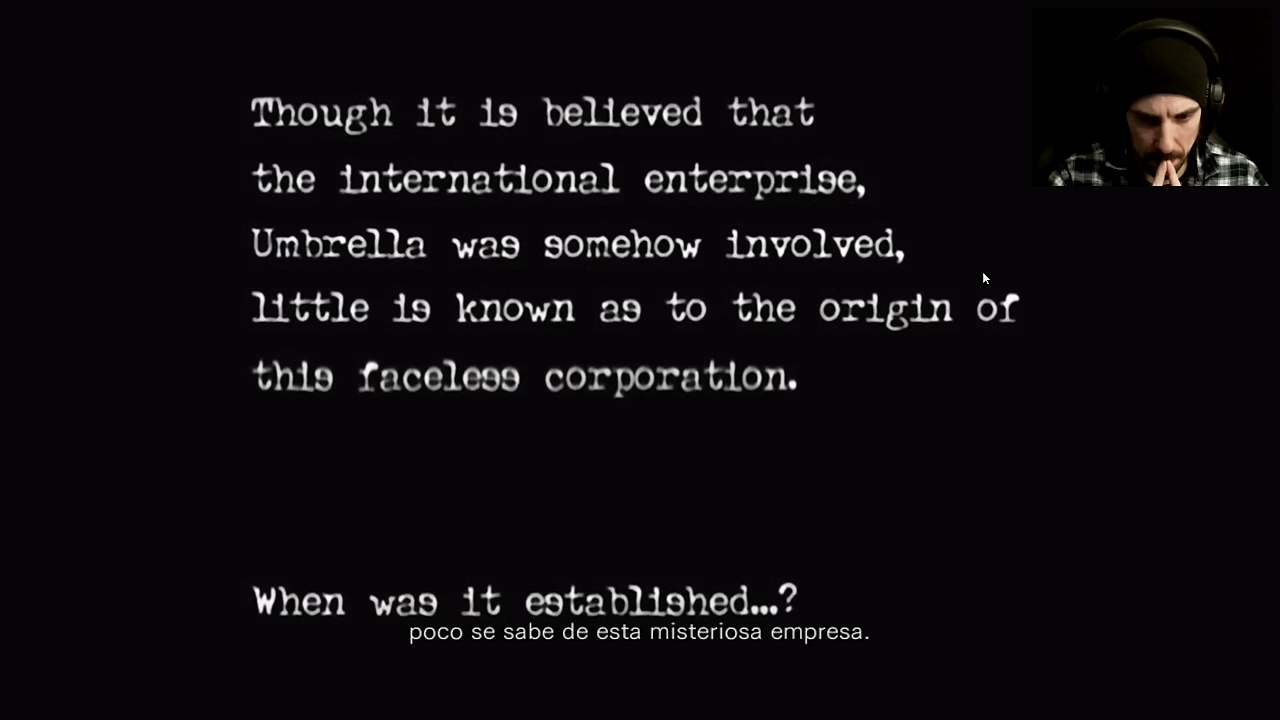 Though it is believed that
the international enterprise,
Umbrella was somehow involved,
little is known as to the origin of
this faceless corporation.
When was it established...?
poco se sabe de esta misteriosa empresa.